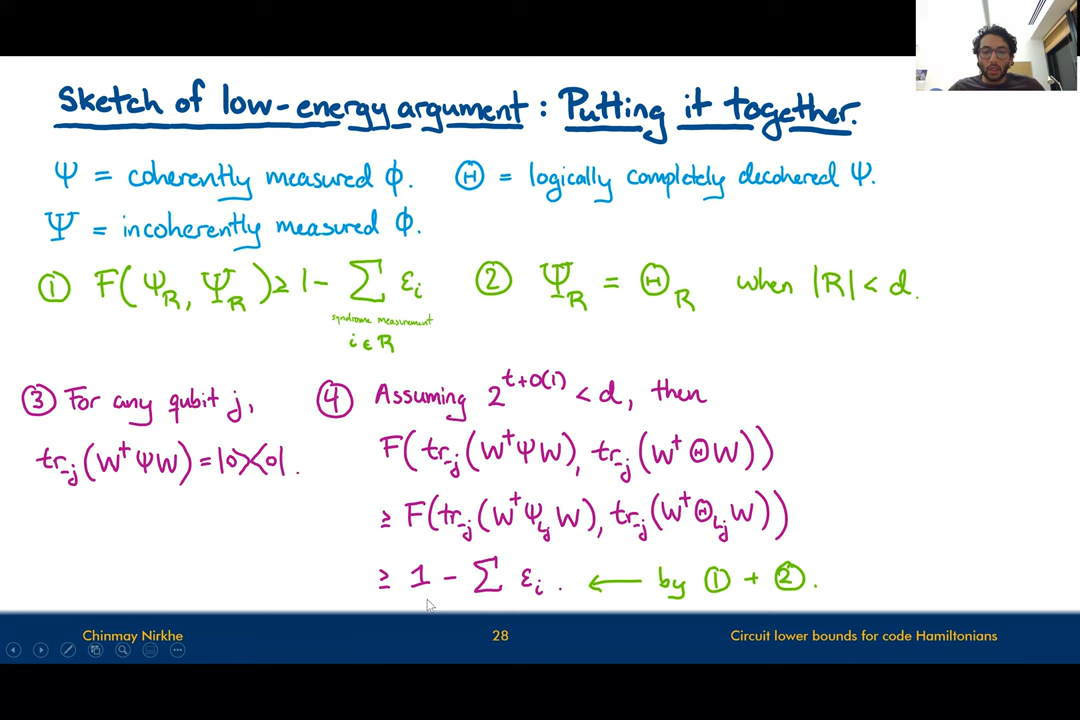 Sketch of low-energy argument : Putting it together.
ψ = coherently measured ϕ.
Ⓗ = logically completely decohered ψ.
Ψ = incoherently measured ϕ.
① F(ψ_R, Ψ_R) ≥ 1 - Σ ε_i
syndrome measurement
i ∈ R
② Ψ_R = Ⓗ_R when |R| < d.
③ For any qubit j,
tr_{-j}(W†ψW) = |0⟩⟨0|.
④ Assuming 2^{t+O(1)} < d, then
F(tr_{-j}(W†ψW), tr_{-j}(W†ⒽW))
≥ F(tr_{-j}(W†ψ_{L_j}W), tr_{-j}(W†Ⓗ_{L_j}W))
≥ 1 - Σ ε_i. ← by ① + ②.
Chinmay Nirkhe
28
Circuit lower bounds for code Hamiltonians